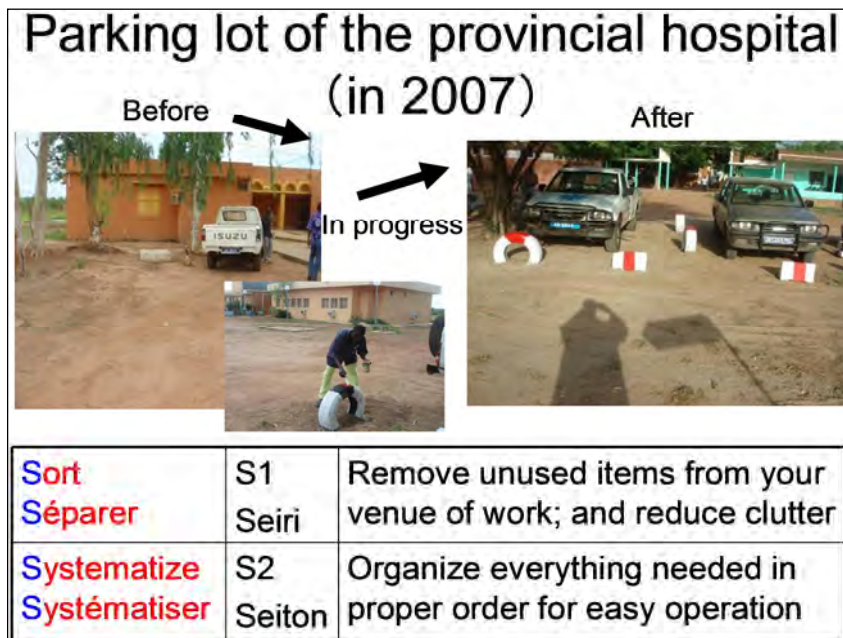 Parking lot of the provincial hospital
(in 2007)
Before
After
In progress
ISUZU
Sort
Séparer
S1
Seiri
Remove unused items from your
venue of work; and reduce clutter
Systematize
Systématiser
S2
Seiton
Organize everything needed in
proper order for easy operation